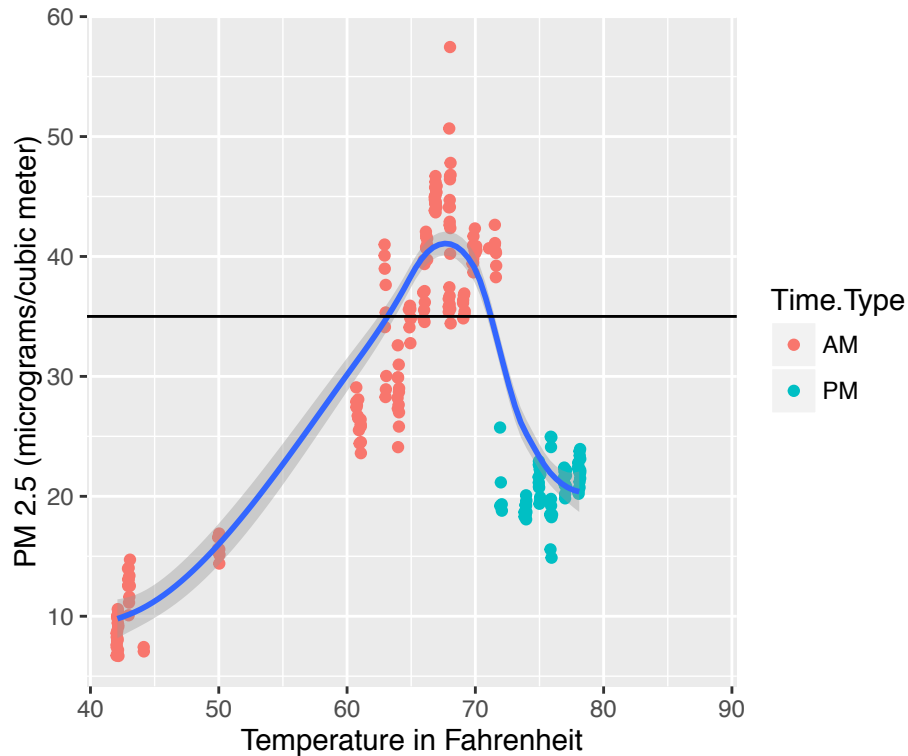 60
50
40
30
20
10
PM 2.5 (micrograms/cubic meter)
40 50 60 70 80 90
Temperature in Fahrenheit
Time.Type
AM
PM